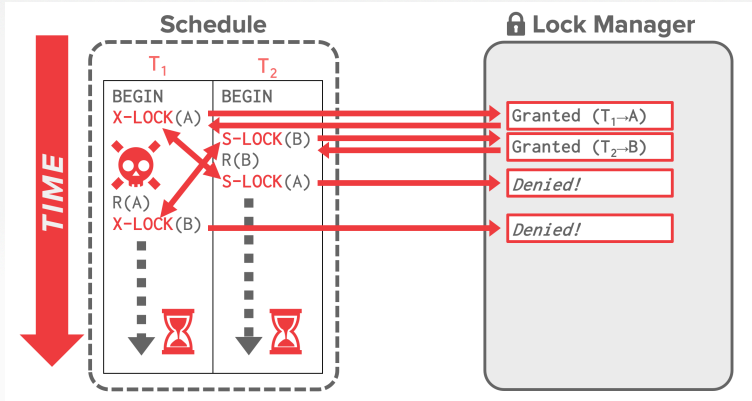 Schedule
Lock Manager
TIME
T₁
T₂
BEGIN
BEGIN
X-LOCK(A)
Granted (T₁→A)
S-LOCK(B)
Granted (T₂→B)
R(B)
S-LOCK(A)
Denied!
R(A)
X-LOCK(B)
Denied!